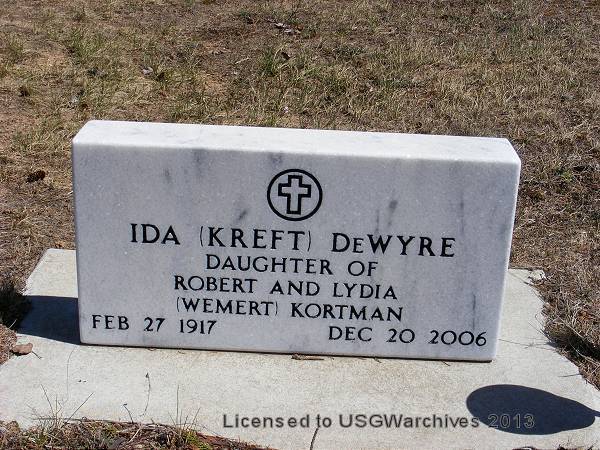 IDA (KREFT) DEWYRE
DAUGHTER OF
ROBERT AND LYDIA
(WEMERT) KORTMAN
FEB 27 1917 DEC 20 2006
Licensed to USGWarchives 2013